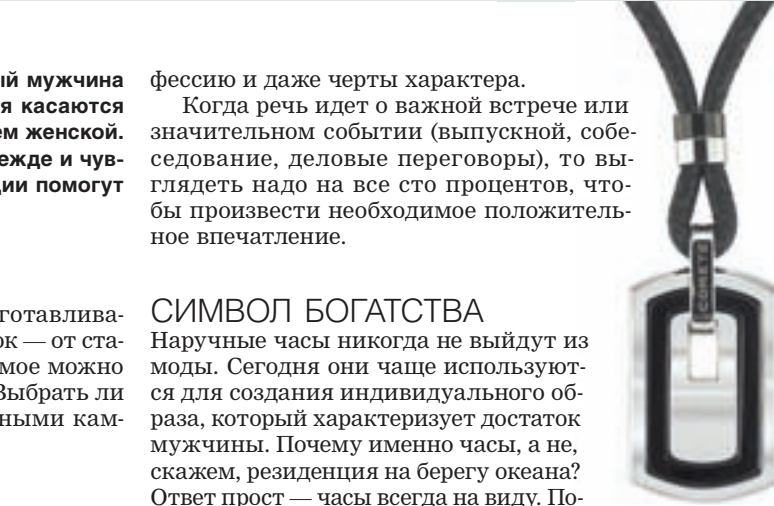 ый мужчина
я касаются
ем женской.
ежде и чув-
ции помогут
готавлива-
ок — от ста-
мое можно
Выбрать ли
ными кам-
фессию и даже черты характера.
Когда речь идет о важной встрече или
значительном событии (выпускной, собе-
седование, деловые переговоры), то вы-
глядеть надо на все сто процентов, что-
бы произвести необходимое положитель-
ное впечатление.
СИМВОЛ БОГАТСТВА
Наручные часы никогда не выйдут из
моды. Сегодня они чаще используют-
ся для создания индивидуального об-
раза, который характеризует достаток
мужчины. Почему именно часы, а не,
скажем, резиденция на берегу океана?
Ответ прост — часы всегда на виду. По-
COMETE